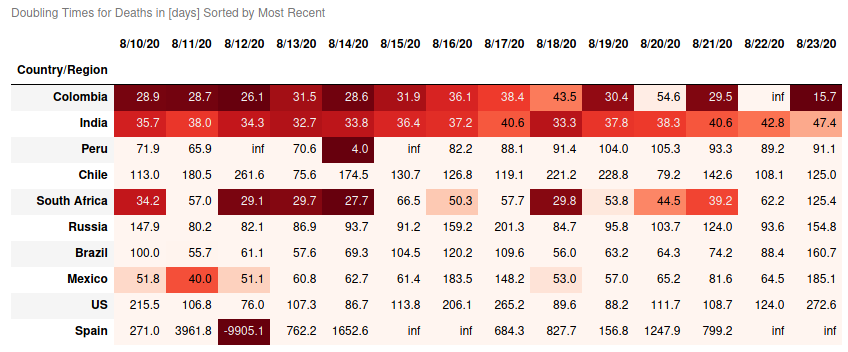 Doubling Times for Deaths in [days] Sorted by Most Recent
8/10/20 8/11/20 8/12/20 8/13/20 8/14/20 8/15/20 8/16/20 8/17/20 8/18/20 8/19/20 8/20/20 8/21/20 8/22/20 8/23/20
Country/Region
Colombia 28.9 28.7 26.1 31.5 28.6 31.9 36.1 38.4 43.5 30.4 54.6 29.5 inf 15.7
India 35.7 38.0 34.3 32.7 33.8 36.4 37.2 40.6 33.3 37.8 38.3 40.6 42.8 47.4
Peru 71.9 65.9 inf 70.6 4.0 inf 82.2 88.1 91.4 104.0 105.3 93.3 89.2 91.1
Chile 113.0 180.5 261.6 75.6 174.5 130.7 126.8 119.1 221.2 228.8 79.2 142.6 108.1 125.0
South Africa 34.2 57.0 29.1 29.7 27.7 66.5 50.3 57.7 29.8 53.8 44.5 39.2 62.2 125.4
Russia 147.9 80.2 82.1 86.9 93.7 91.2 159.2 201.3 84.7 95.8 103.7 124.0 93.6 154.8
Brazil 100.0 55.7 61.1 57.6 69.3 104.5 120.2 109.6 56.0 63.2 64.3 74.2 88.4 160.7
Mexico 51.8 40.0 51.1 60.8 62.7 61.4 183.5 148.2 53.0 57.0 65.2 81.6 64.5 185.1
US 215.5 106.8 76.0 107.3 86.7 113.8 206.1 265.2 89.6 88.2 111.7 108.7 124.0 272.6
Spain 271.0 3961.8 -9905.1 762.2 1652.6 inf inf 684.3 827.7 156.8 1247.9 799.2 inf inf